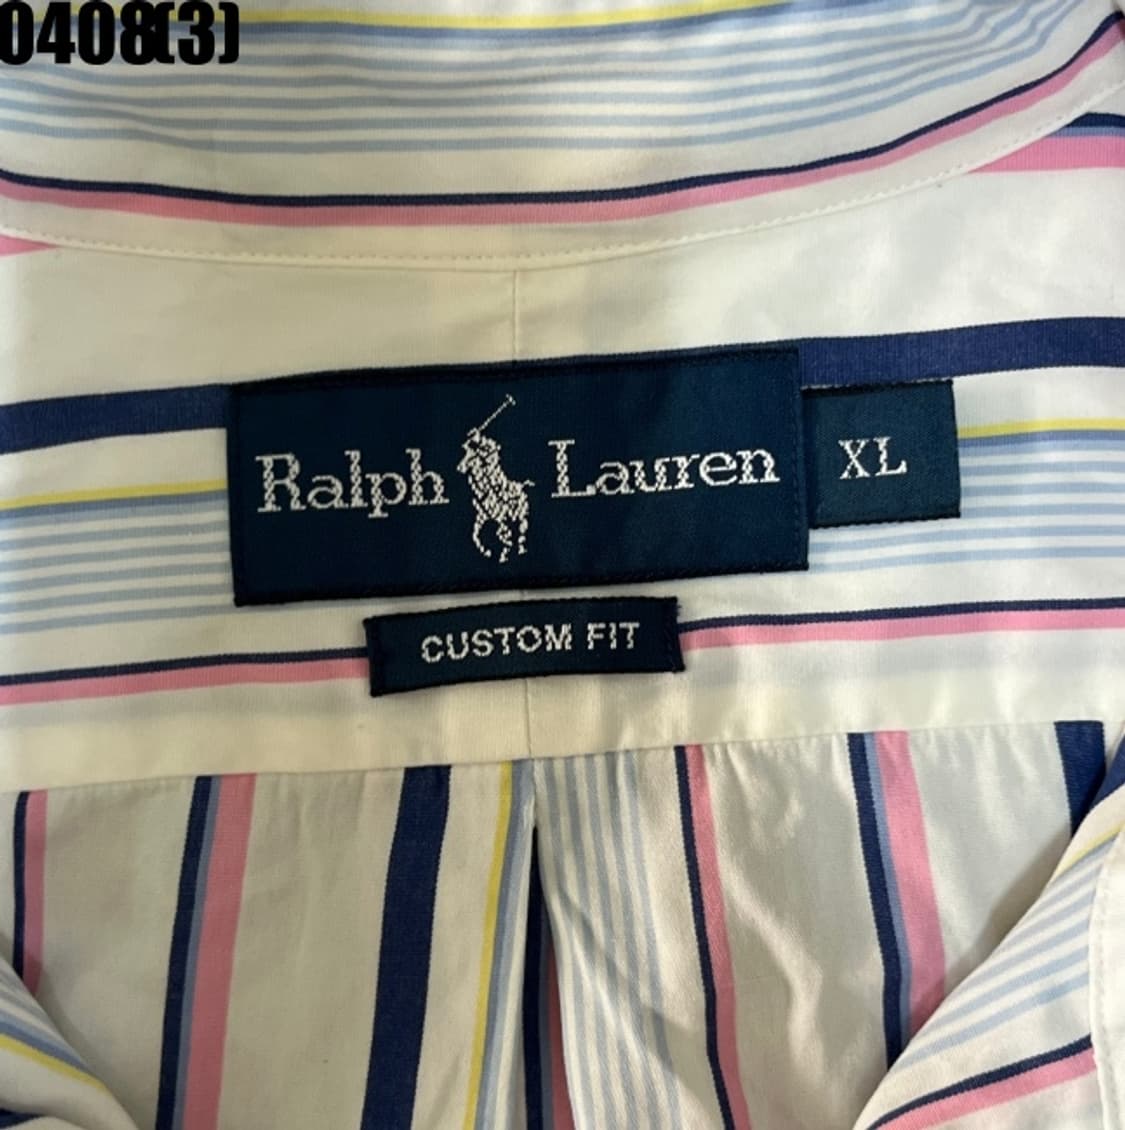 0408(3)
Ralph Lauren XL
CUSTOM FIT